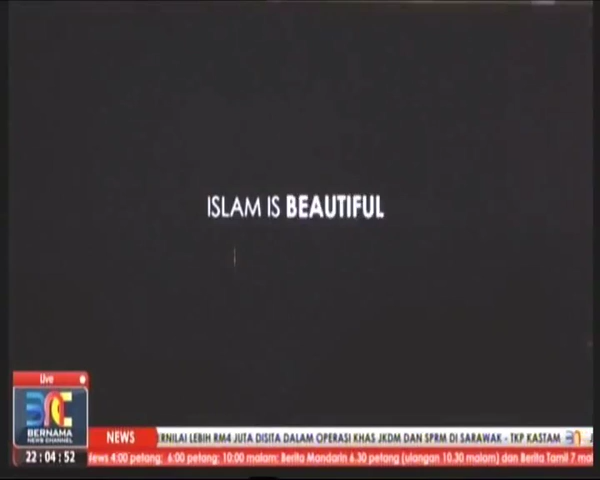 ISLAM IS BEAUTIFUL
Live
BNC
BERNAMA
NEWS CHANNEL
NEWS
ERNILAI LEBIH RM4 JUTA DISITA DALAM OPERASI KHAS JKDM DAN SPRM DI SARAWAK - TKP KASTAM
22:04:52
News 4:00 petang; 6:00 petang; 10:00 malam; Berita Mandarin 6.30 petang (ulangan 10.30 malam) dan Berita Tamil 7 ma